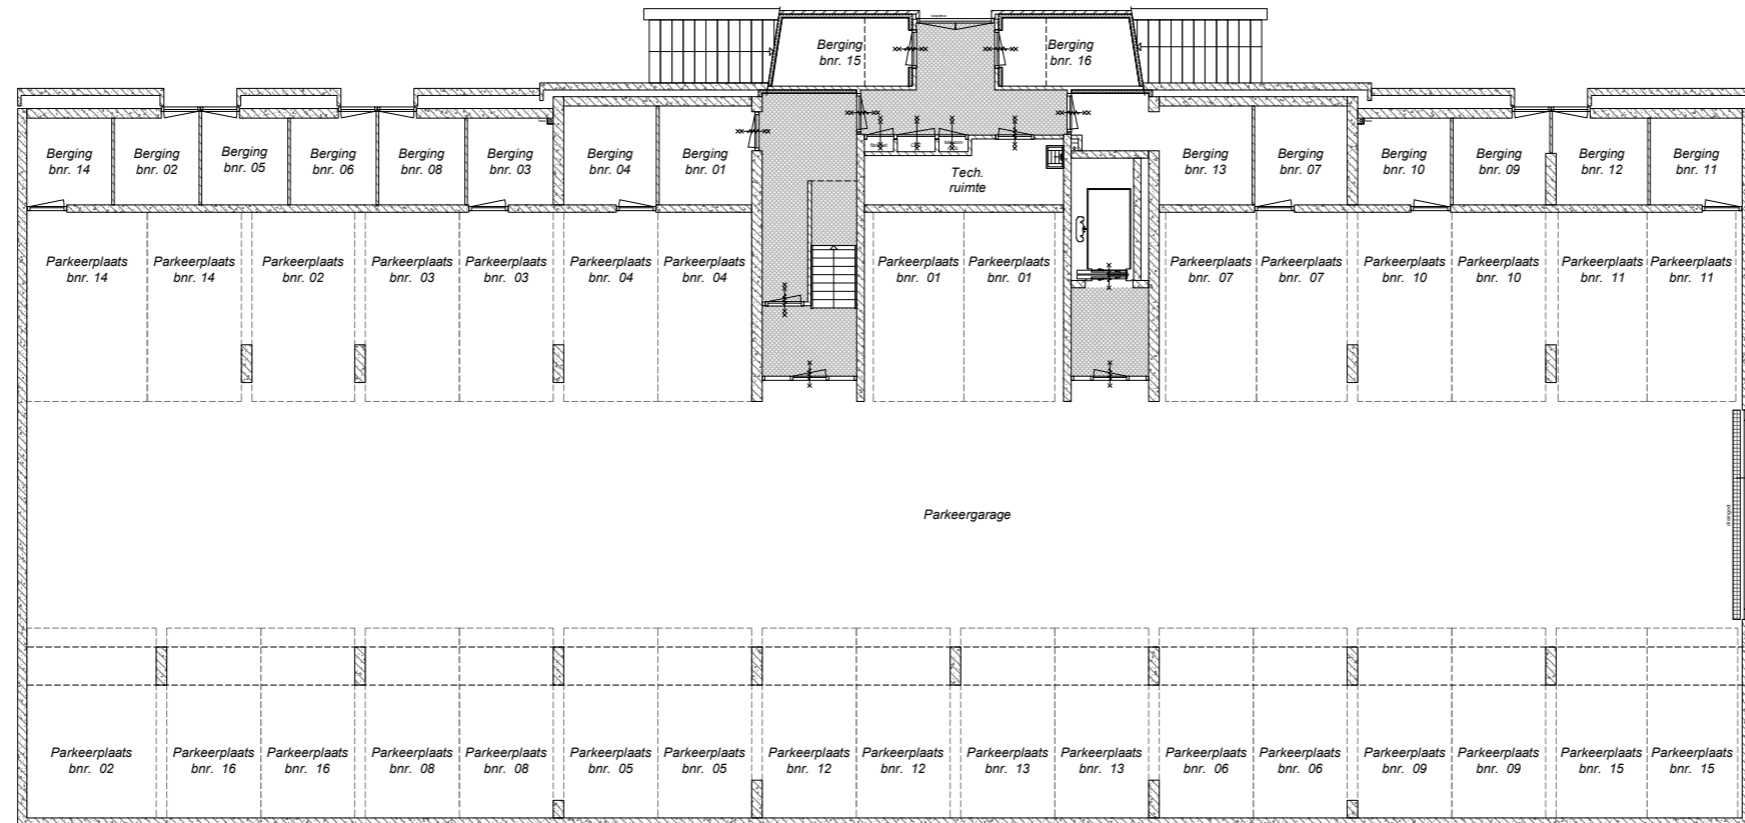 Berging
bnr. 15
Berging
bnr. 16
Berging
bnr. 14
Berging
bnr. 02
Berging
bnr. 05
Berging
bnr. 06
Berging
bnr. 08
Berging
bnr. 03
Berging
bnr. 04
Berging
bnr. 01
Tech.
ruimte
Berging
bnr. 13
Berging
bnr. 07
Berging
bnr. 10
Berging
bnr. 09
Berging
bnr. 12
Berging
bnr. 11
Parkeerplaats
bnr. 14
Parkeerplaats
bnr. 14
Parkeerplaats
bnr. 02
Parkeerplaats
bnr. 03
Parkeerplaats
bnr. 03
Parkeerplaats
bnr. 04
Parkeerplaats
bnr. 04
Parkeerplaats
bnr. 01
Parkeerplaats
bnr. 01
Parkeerplaats
bnr. 07
Parkeerplaats
bnr. 07
Parkeerplaats
bnr. 10
Parkeerplaats
bnr. 10
Parkeerplaats
bnr. 11
Parkeerplaats
bnr. 11
Parkeergarage
Parkeerplaats
bnr. 02
Parkeerplaats
bnr. 16
Parkeerplaats
bnr. 16
Parkeerplaats
bnr. 08
Parkeerplaats
bnr. 08
Parkeerplaats
bnr. 05
Parkeerplaats
bnr. 05
Parkeerplaats
bnr. 12
Parkeerplaats
bnr. 12
Parkeerplaats
bnr. 13
Parkeerplaats
bnr. 13
Parkeerplaats
bnr. 06
Parkeerplaats
bnr. 06
Parkeerplaats
bnr. 09
Parkeerplaats
bnr. 09
Parkeerplaats
bnr. 15
Parkeerplaats
bnr. 15